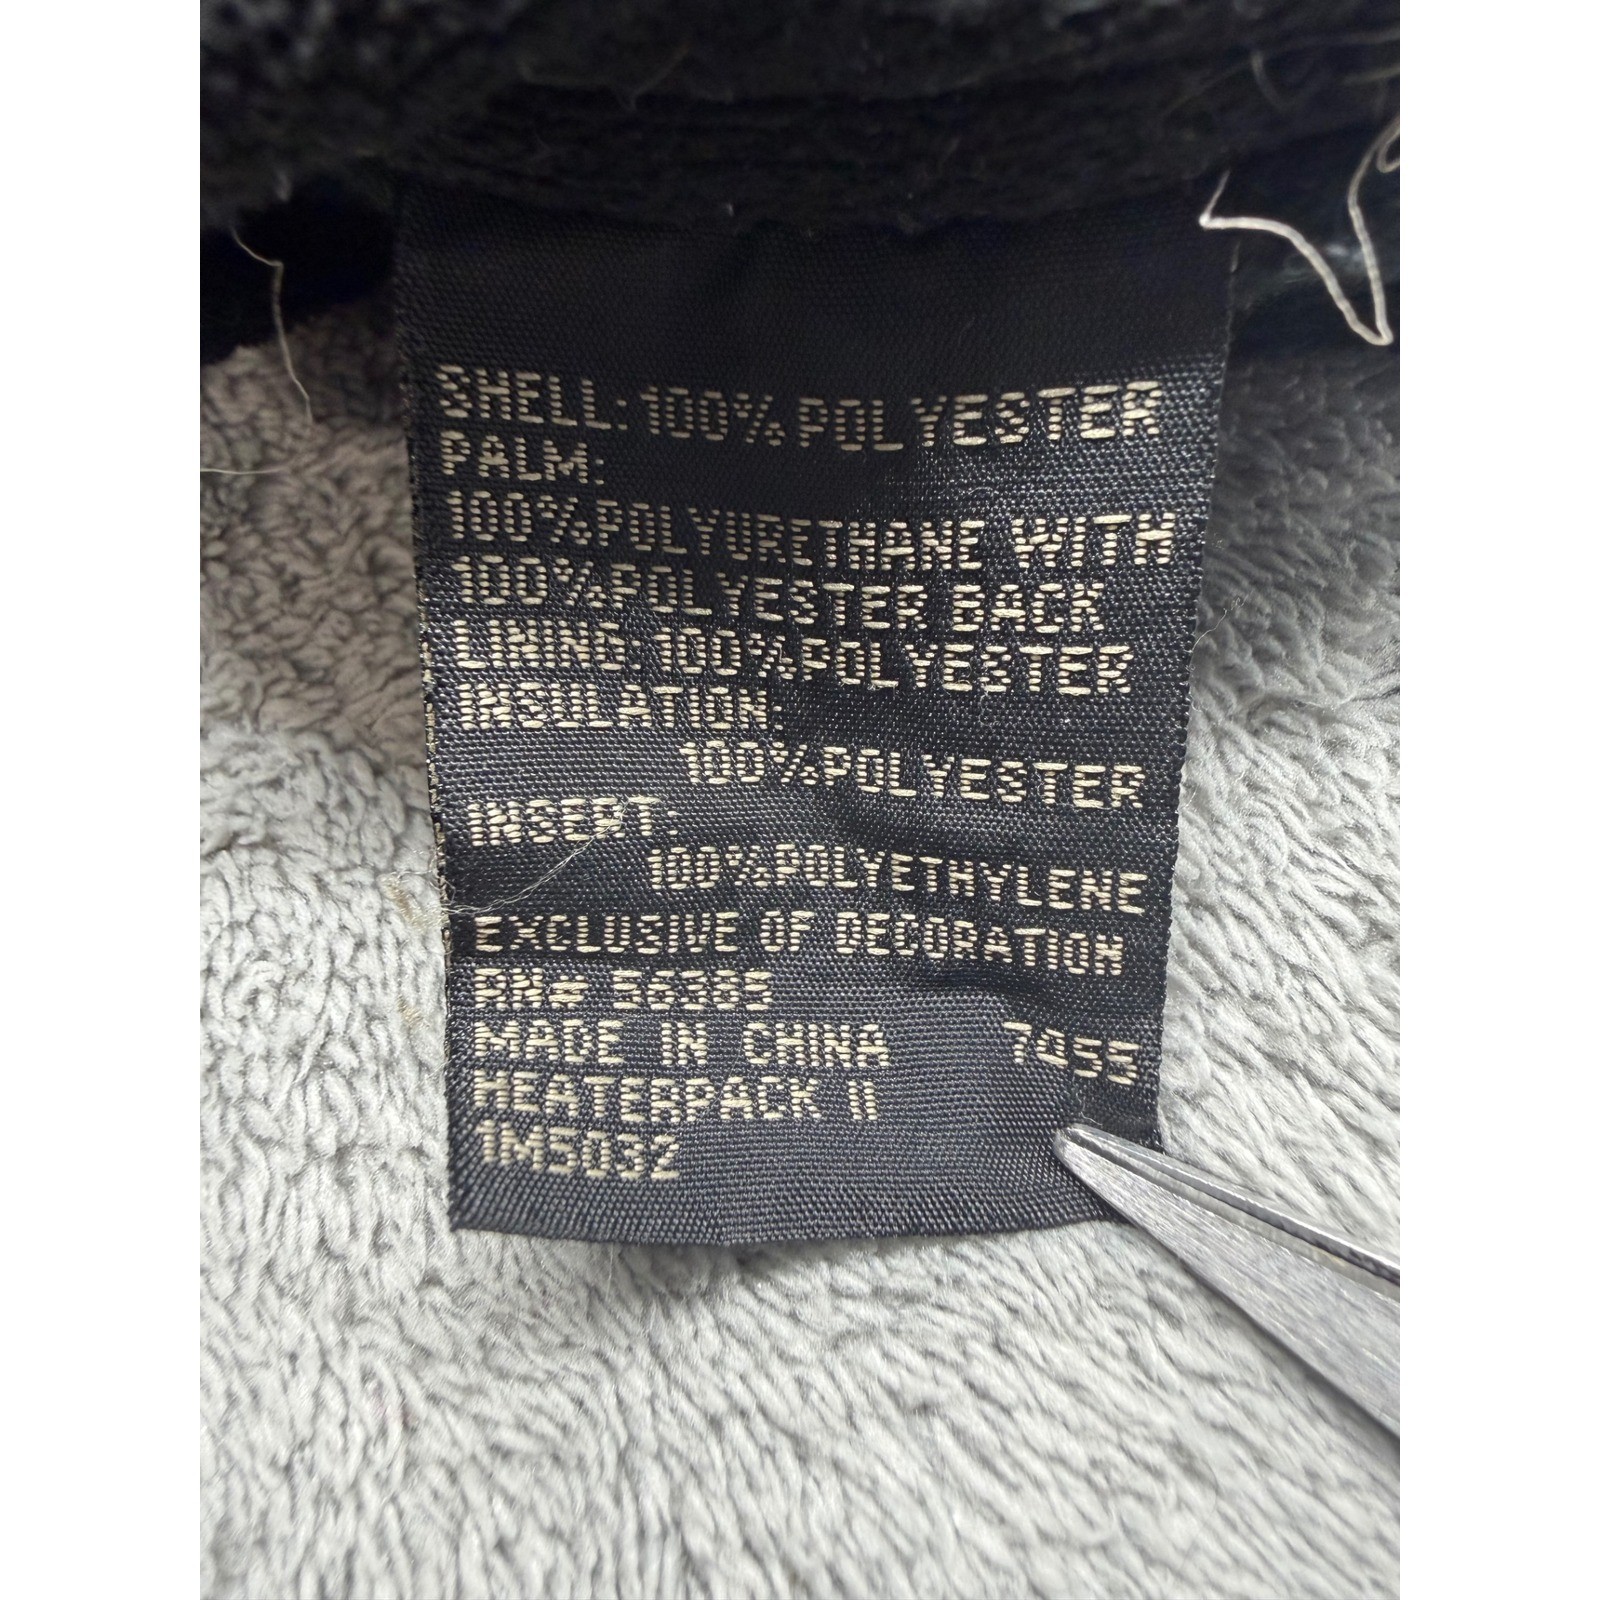 SHELL: 100% POLYESTER
PALM:
100% POLYURETHANE WITH
100% POLYESTER BACK
LINING: 100% POLYESTER
INSULATION:
100% POLYESTER
INSERT:
100% POLYETHYLENE
EXCLUSIVE OF DECORATION
RN# 56385
MADE IN CHINA 7455
HEATERPACK II
1M5032